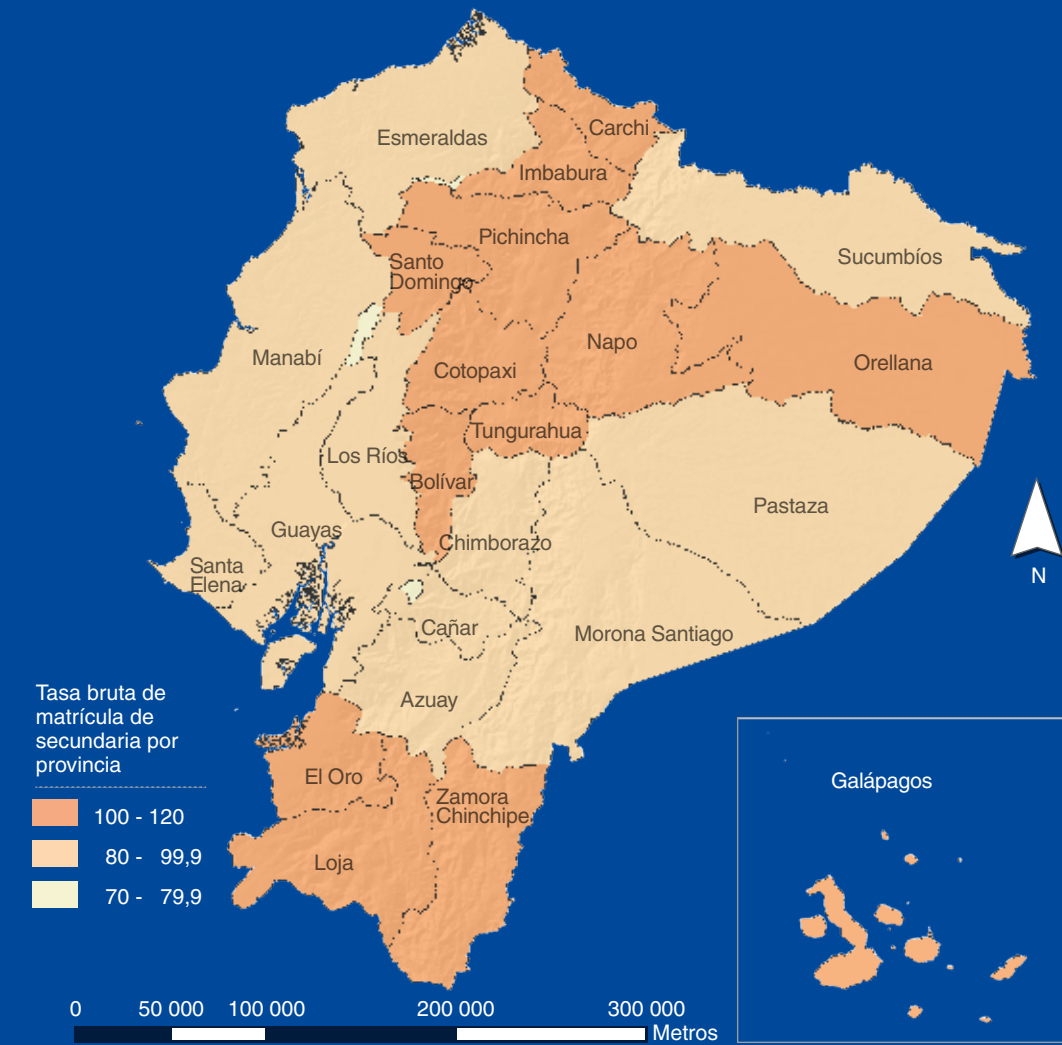 Carchi
Esmeraldas
Imbabura
Pichincha
Sucumbíos
Santo
Domingo
Napo
Manabí
Orellana
Cotopaxi
Tungurahua
Los Ríos
Bolívar
Pastaza
Guayas
Chimborazo
Santa
Elena
N
Cañar
Morona Santiago
Azuay
Tasa bruta de
matrícula de
secundaria por
provincia
100 - 120
80 - 99,9
70 - 79,9
El Oro
Zamora
Chinchipe
Loja
Galápagos
0 50 000 100 000 200 000 300 000
Metros